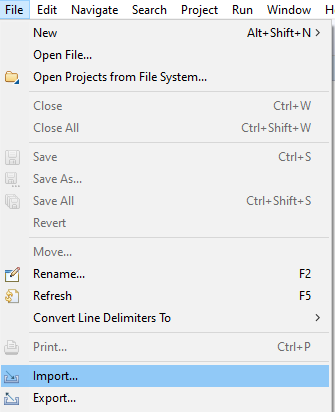 File Edit Navigate Search Project Run Window H
New Alt+Shift+N >
Open File...
Open Projects from File System...
Close Ctrl+W
Close All Ctrl+Shift+W
Save Ctrl+S
Save As...
Save All Ctrl+Shift+S
Revert
Move...
Rename... F2
Refresh F5
Convert Line Delimiters To >
Print... Ctrl+P
Import...
Export...